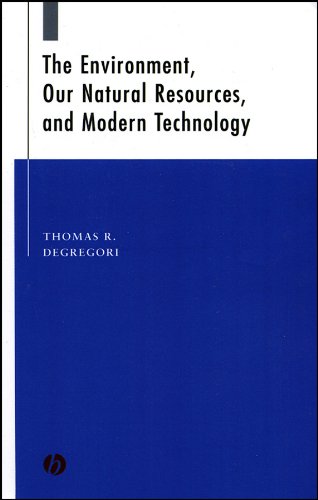 The Environment,
Our Natural Resources,
and Modern Technology
THOMAS R.
DEGREGORI
b